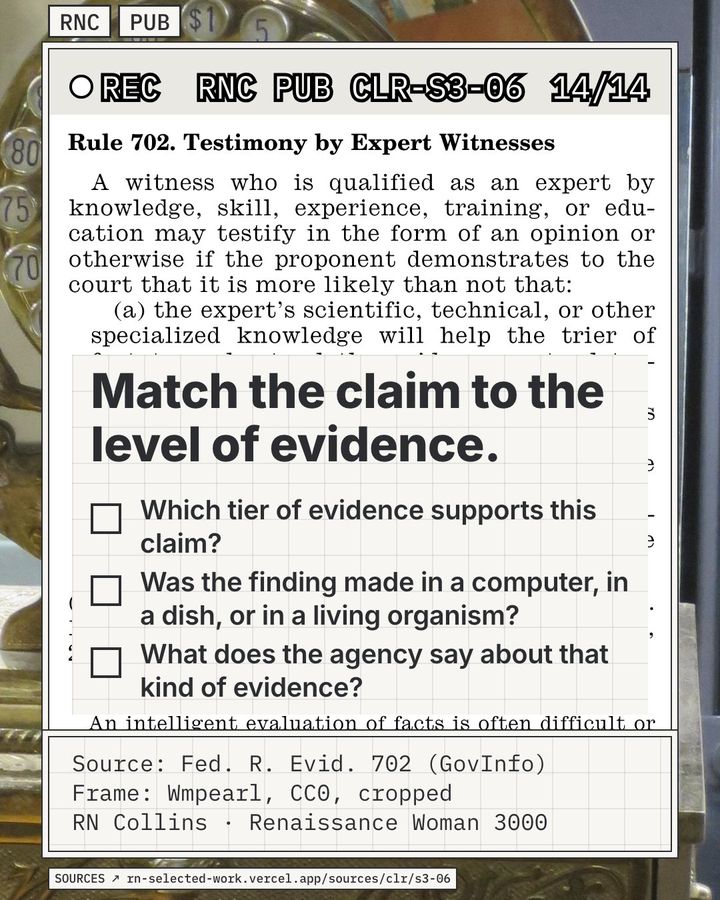 RNC PUB $1 5
REC RNC PUB CLR-S3-06 14/14
80
75
70
Rule 702. Testimony by Expert Witnesses
A witness who is qualified as an expert by
knowledge, skill, experience, training, or edu-
cation may testify in the form of an opinion or
otherwise if the proponent demonstrates to the
court that it is more likely than not that:
(a) the expert's scientific, technical, or other
specialized knowledge will help the trier of
Match the claim to the
level of evidence.
Which tier of evidence supports this
claim?
Was the finding made in a computer, in
a dish, or in a living organism?
What does the agency say about that
kind of evidence?
An intelligent evaluation of facts is often difficult or
Source: Fed. R. Evid. 702 (GovInfo)
Frame: Wmpearl, CC0, cropped
RN Collins · Renaissance Woman 3000
SOURCES ↗ rn-selected-work.vercel.app/sources/clr/s3-06